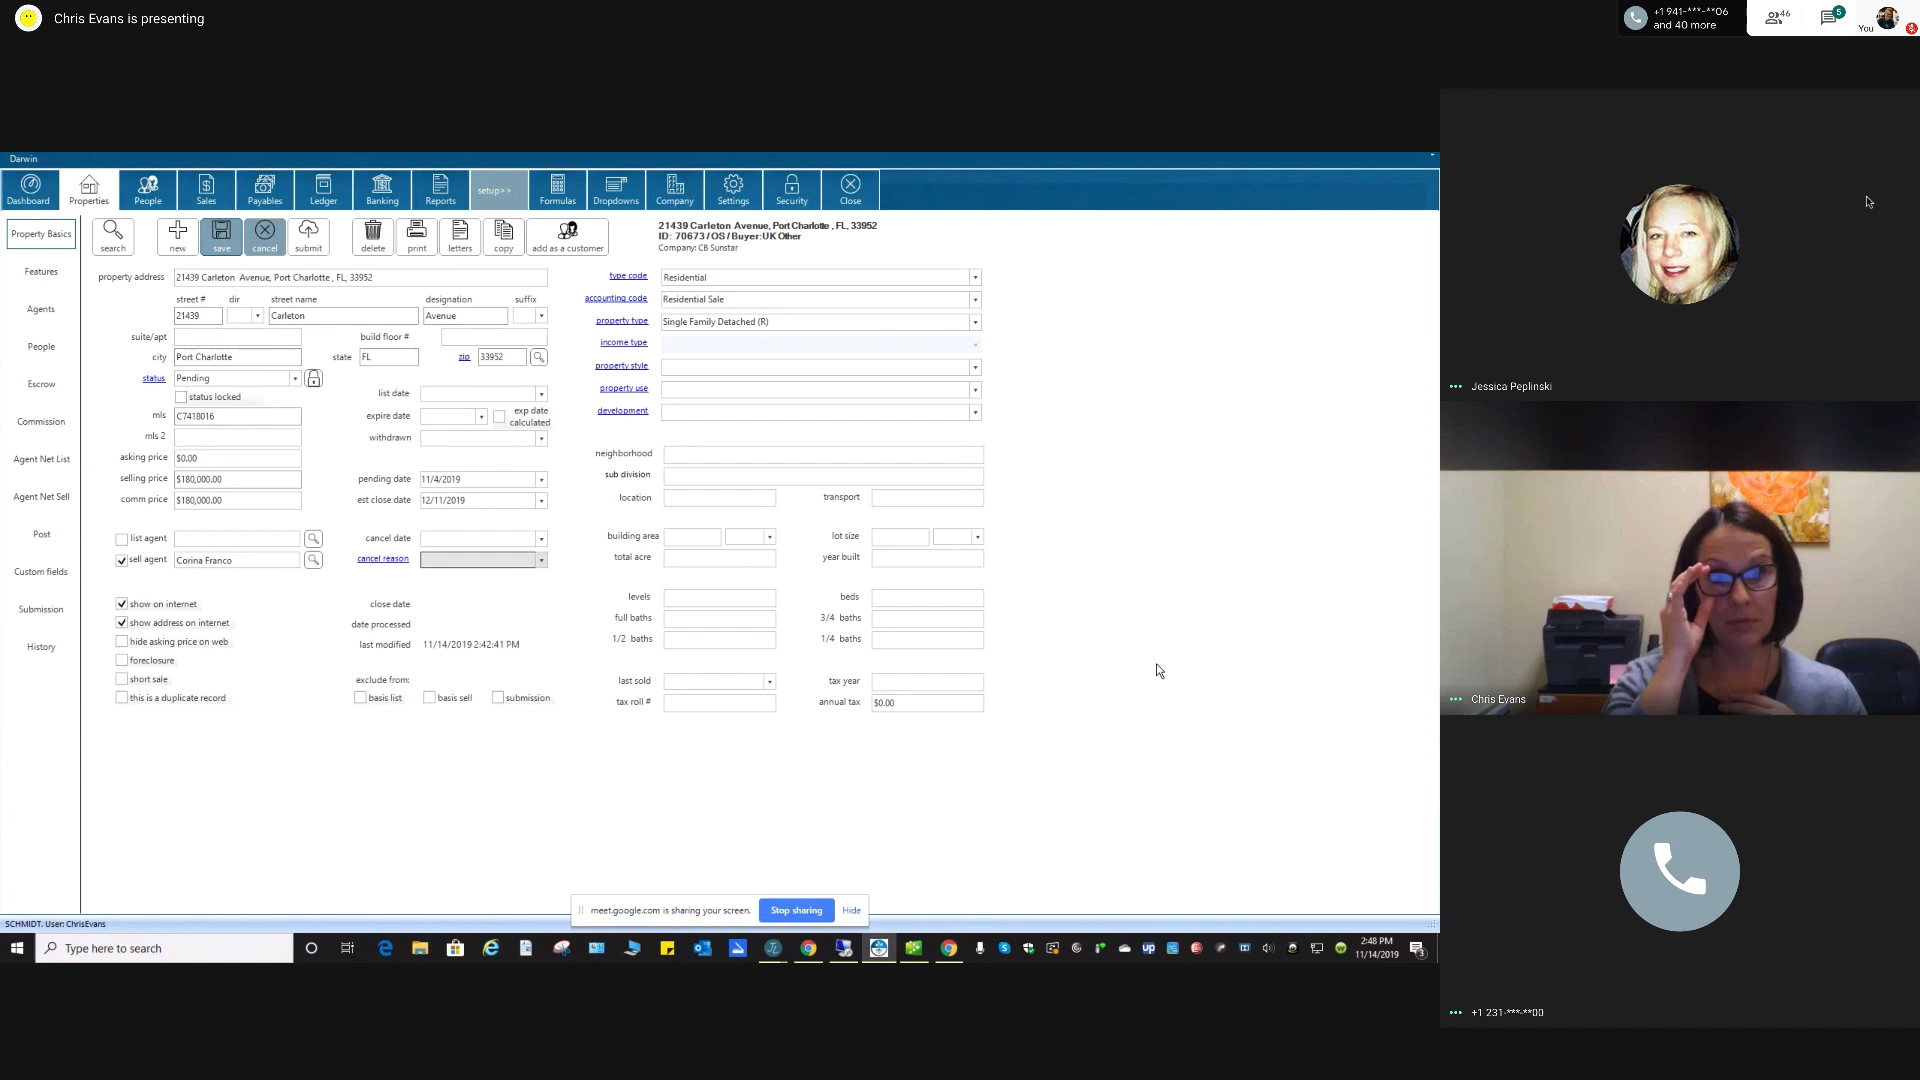 Chris Evans is presenting
+1 941-***-**06
and 40 more
46
5
You
Darwin
Dashboard Properties People Sales Payables Ledger Banking Reports setup>> Formulas Dropdowns Company Settings Security Close
Property Basics
Features
Agents
People
Escrow
Commission
Agent Net List
Agent Net Sell
Post
Custom fields
Submission
History
search new save cancel submit delete print letters copy add as a customer
21439 Carleton Avenue, Port Charlotte , FL, 33952
ID: 70673 / OS / Buyer:UK Other
Company: CB Sunstar
property address 21439 Carleton Avenue, Port Charlotte , FL, 33952
street # dir street name designation suffix
21439 Carleton Avenue
suite/apt build floor #
city Port Charlotte state FL zip 33952
status Pending
status locked
list date
mls C7418016
expire date exp date calculated
mls 2
withdrawn
asking price $0.00
selling price $180,000.00
pending date 11/4/2019
comm price $180,000.00
est close date 12/11/2019
list agent
cancel date
sell agent Corina Franco
cancel reason
show on internet
close date
show address on internet
date processed
hide asking price on web
last modified 11/14/2019 2:42:41 PM
foreclosure
short sale
exclude from:
this is a duplicate record
basis list basis sell submission
type code Residential
accounting code Residential Sale
property type Single Family Detached (R)
income type
property style
property use
development
neighborhood
sub division
location transport
building area lot size
total acre year built
levels beds
full baths 3/4 baths
1/2 baths 1/4 baths
last sold tax year
tax roll # annual tax $0.00
meet.google.com is sharing your screen. Stop sharing Hide
SCHMIDT. User: ChrisEvans
Type here to search
up
2:48 PM
11/14/2019
3
Jessica Peplinski
Chris Evans
+1 231-***-**00